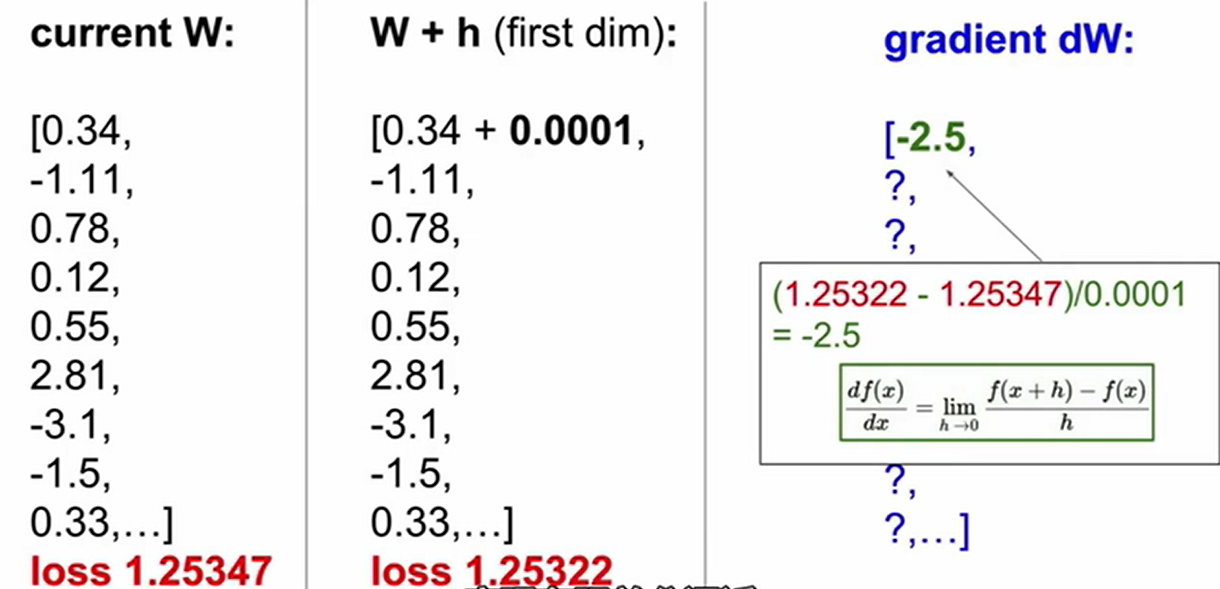 current W:
[0.34,
-1.11,
0.78,
0.12,
0.55,
2.81,
-3.1,
-1.5,
0.33,…]
loss 1.25347
W + h (first dim):
[0.34 + 0.0001,
-1.11,
0.78,
0.12,
0.55,
2.81,
-3.1,
-1.5,
0.33,…]
loss 1.25322
gradient dW:
[-2.5,
?,
?,
(1.25322 - 1.25347)/0.0001
= -2.5
df(x)/dx = lim h→0 f(x + h) − f(x)/h
?,
?,…]